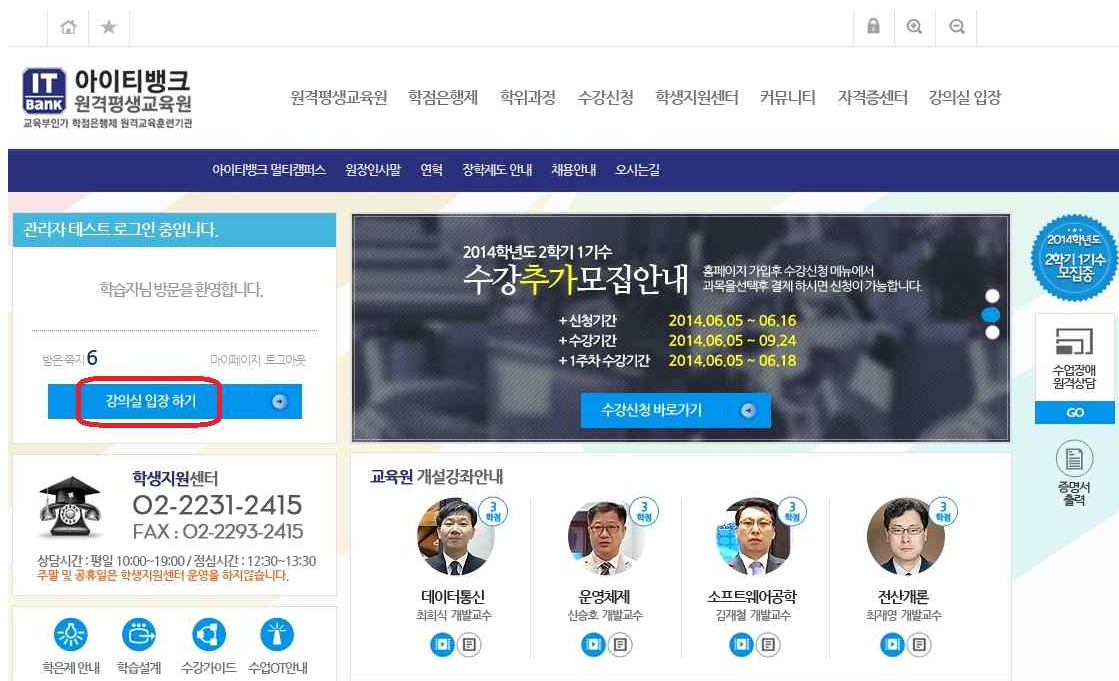 IT Bank
아이티뱅크
원격평생교육원
교육부인가 학점은행제 원격교육훈련기관
원격평생교육원 학점은행제 학위과정 수강신청 학생지원센터 커뮤니티 자격증센터 강의실 입장
아이티뱅크 멀티캠퍼스 원장인사말 연혁 장학제도 안내 채용안내 오시는길
관리자 테스트 로그인 중입니다.
학습자님 방문을 환영합니다.
받은 쪽지 6 마이페이지 로그아웃
강의실 입장 하기
2014학년도 2학기 1기수
수강추가모집안내
홈페이지 가입후 수강신청 메뉴에서
과목을선택후 결제 하시면 신청이 가능합니다.
+ 신청기간 2014.06.05 ~ 06.16
+ 수강기간 2014.06.05 ~ 09.24
+ 1주차 수강기간 2014.06.05 ~ 06.18
수강신청 바로가기
2014학년도
2학기 1기수
모집중
수업장애
원격상담
GO
증명서
출력
학생지원센터
02-2231-2415
FAX : 02-2293-2415
상담시간 : 평일 10:00~19:00 / 점심시간 : 12:30~13:30
주말 및 공휴일은 학생지원센터 운영을 하지않습니다.
학은제 안내 학습설계 수강가이드 수업OT안내
교육원 개설강좌안내
3학점 3학점 3학점 3학점
데이터통신 운영체제 소프트웨어공학 전산개론
최희식 개발교수 신승호 개발교수 김재철 개발교수 최재영 개발교수